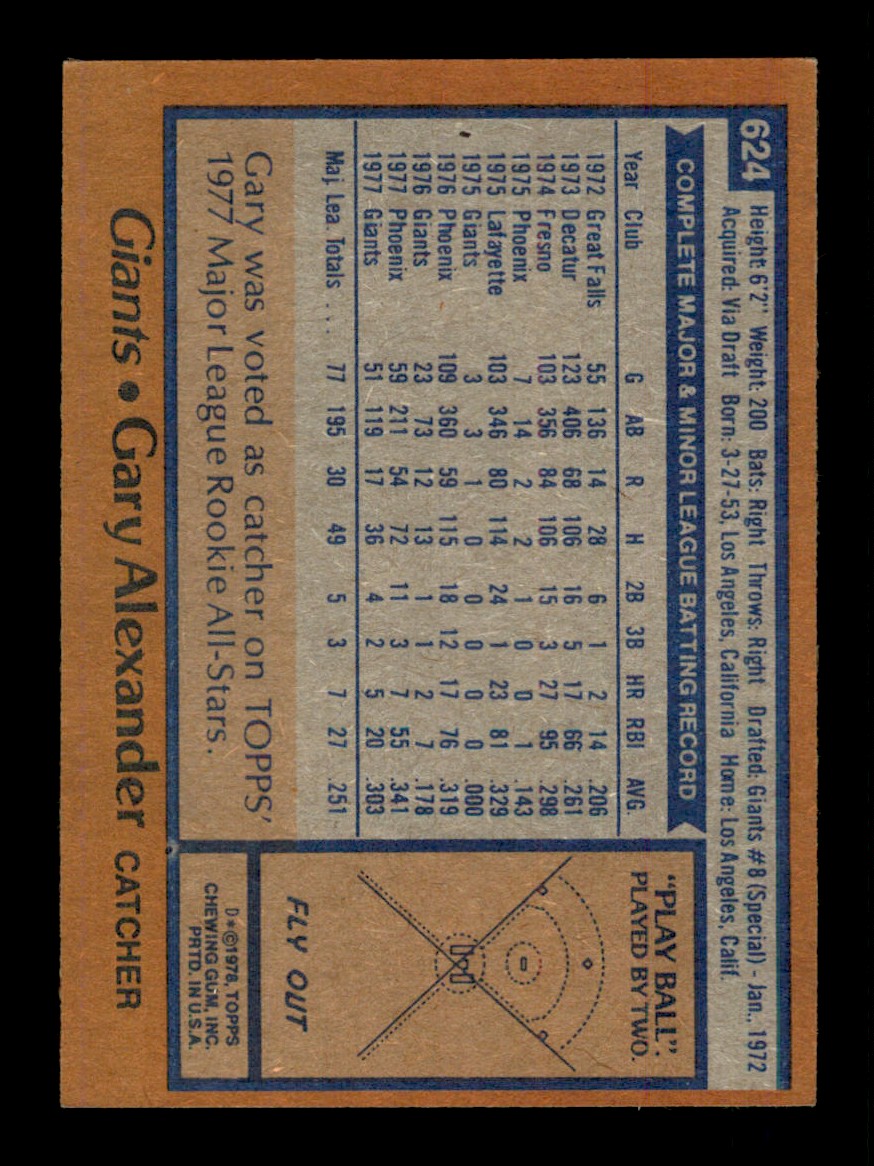 624
Height: 6'2" Weight: 200 Bats: Right Throws: Right Drafted: Giants #8 (Special) - Jan., 1972
Acquired: Via Draft Born: 3-27-53, Los Angeles, California Home: Los Angeles, Calif.
COMPLETE MAJOR & MINOR LEAGUE BATTING RECORD
Year Club G AB R H 2B 3B HR RBI AVG.
1972 Great Falls 55 136 14 28 6 1 2 14 .206
1973 Decatur 123 406 68 106 16 5 17 66 .261
1974 Fresno 103 356 84 106 15 3 27 95 .298
1975 Phoenix 7 14 2 2 1 0 0 1 .143
1975 Lafayette 103 346 80 114 24 1 23 81 .329
1975 Giants 3 3 1 0 0 0 0 0 .000
1976 Phoenix 109 360 59 115 18 12 17 76 .319
1976 Giants 23 73 12 13 1 1 2 7 .178
1977 Phoenix 59 211 54 72 11 3 7 55 .341
1977 Giants 51 119 17 36 4 2 5 20 .303
Maj. Lea. Totals ... 77 195 30 49 5 3 7 27 .251
Gary was voted as catcher on TOPPS'
1977 Major League Rookie All-Stars.
"PLAY BALL"
PLAYED BY TWO.
FLY OUT
D*©1978, TOPPS
CHEWING GUM, INC.
PRTD. IN U.S.A.
Giants • Gary Alexander CATCHER